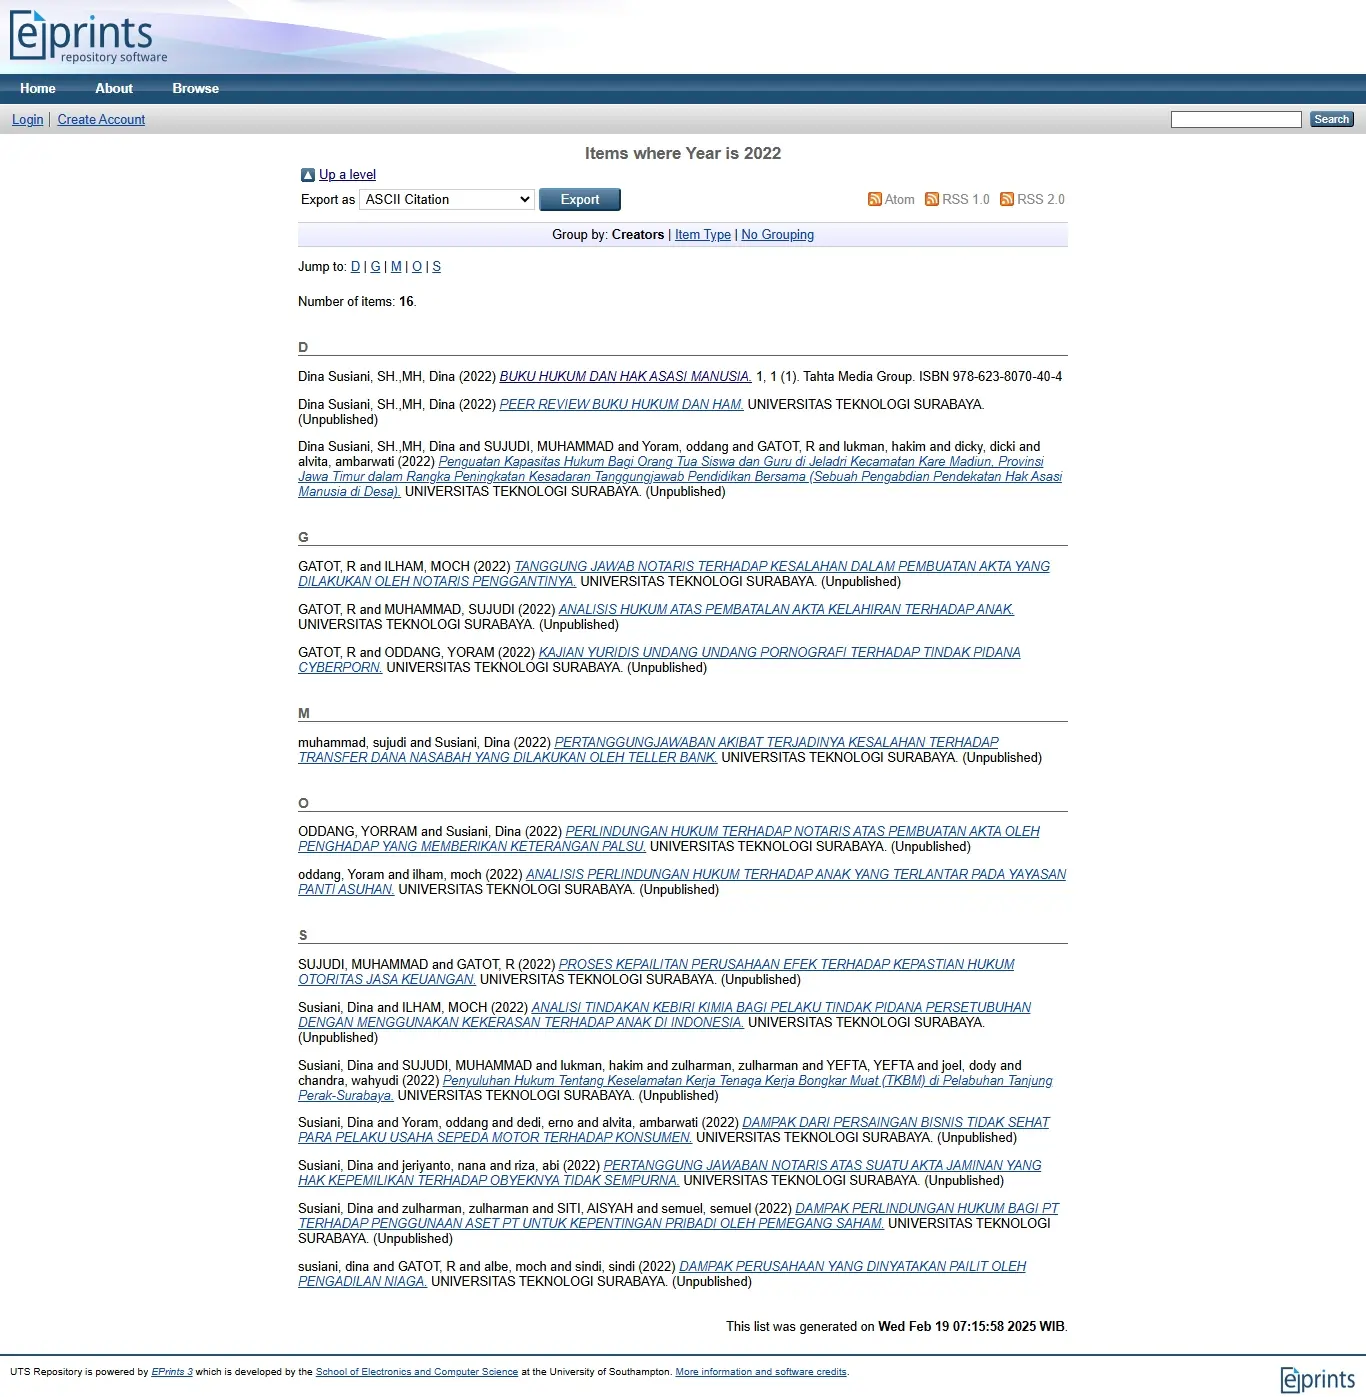 eprints
repository software
Home About Browse
Login | Create Account Search
Items where Year is 2022
Up a level
Export as ASCII Citation Export Atom RSS 1.0 RSS 2.0
Group by: Creators | Item Type | No Grouping
Jump to: D | G | M | O | S
Number of items: 16.
D
Dina Susiani, SH.,MH, Dina (2022) BUKU HUKUM DAN HAK ASASI MANUSIA. 1, 1 (1). Tahta Media Group. ISBN 978-623-8070-40-4
Dina Susiani, SH.,MH, Dina (2022) PEER REVIEW BUKU HUKUM DAN HAM. UNIVERSITAS TEKNOLOGI SURABAYA.
(Unpublished)
Dina Susiani, SH.,MH, Dina and SUJUDI, MUHAMMAD and Yoram, oddang and GATOT, R and lukman, hakim and dicky, dicki and
alvita, ambarwati (2022) Penguatan Kapasitas Hukum Bagi Orang Tua Siswa dan Guru di Jeladri Kecamatan Kare Madiun, Provinsi
Jawa Timur dalam Rangka Peningkatan Kesadaran Tanggungjawab Pendidikan Bersama (Sebuah Pengabdian Pendekatan Hak Asasi
Manusia di Desa). UNIVERSITAS TEKNOLOGI SURABAYA. (Unpublished)
G
GATOT, R and ILHAM, MOCH (2022) TANGGUNG JAWAB NOTARIS TERHADAP KESALAHAN DALAM PEMBUATAN AKTA YANG
DILAKUKAN OLEH NOTARIS PENGGANTINYA. UNIVERSITAS TEKNOLOGI SURABAYA. (Unpublished)
GATOT, R and MUHAMMAD, SUJUDI (2022) ANALISIS HUKUM ATAS PEMBATALAN AKTA KELAHIRAN TERHADAP ANAK.
UNIVERSITAS TEKNOLOGI SURABAYA. (Unpublished)
GATOT, R and ODDANG, YORAM (2022) KAJIAN YURIDIS UNDANG UNDANG PORNOGRAFI TERHADAP TINDAK PIDANA
CYBERPORN. UNIVERSITAS TEKNOLOGI SURABAYA. (Unpublished)
M
muhammad, sujudi and Susiani, Dina (2022) PERTANGGUNGJAWABAN AKIBAT TERJADINYA KESALAHAN TERHADAP
TRANSFER DANA NASABAH YANG DILAKUKAN OLEH TELLER BANK. UNIVERSITAS TEKNOLOGI SURABAYA. (Unpublished)
O
ODDANG, YORRAM and Susiani, Dina (2022) PERLINDUNGAN HUKUM TERHADAP NOTARIS ATAS PEMBUATAN AKTA OLEH
PENGHADAP YANG MEMBERIKAN KETERANGAN PALSU. UNIVERSITAS TEKNOLOGI SURABAYA. (Unpublished)
oddang, Yoram and ilham, moch (2022) ANALISIS PERLINDUNGAN HUKUM TERHADAP ANAK YANG TERLANTAR PADA YAYASAN
PANTI ASUHAN. UNIVERSITAS TEKNOLOGI SURABAYA. (Unpublished)
S
SUJUDI, MUHAMMAD and GATOT, R (2022) PROSES KEPAILITAN PERUSAHAAN EFEK TERHADAP KEPASTIAN HUKUM
OTORITAS JASA KEUANGAN. UNIVERSITAS TEKNOLOGI SURABAYA. (Unpublished)
Susiani, Dina and ILHAM, MOCH (2022) ANALISI TINDAKAN KEBIRI KIMIA BAGI PELAKU TINDAK PIDANA PERSETUBUHAN
DENGAN MENGGUNAKAN KEKERASAN TERHADAP ANAK DI INDONESIA. UNIVERSITAS TEKNOLOGI SURABAYA.
(Unpublished)
Susiani, Dina and SUJUDI, MUHAMMAD and lukman, hakim and zulharman, zulharman and YEFTA, YEFTA and joel, dody and
chandra, wahyudi (2022) Penyuluhan Hukum Tentang Keselamatan Kerja Tenaga Kerja Bongkar Muat (TKBM) di Pelabuhan Tanjung
Perak-Surabaya. UNIVERSITAS TEKNOLOGI SURABAYA. (Unpublished)
Susiani, Dina and Yoram, oddang and dedi, erno and alvita, ambarwati (2022) DAMPAK DARI PERSAINGAN BISNIS TIDAK SEHAT
PARA PELAKU USAHA SEPEDA MOTOR TERHADAP KONSUMEN. UNIVERSITAS TEKNOLOGI SURABAYA. (Unpublished)
Susiani, Dina and jeriyanto, nana and riza, abi (2022) PERTANGGUNG JAWABAN NOTARIS ATAS SUATU AKTA JAMINAN YANG
HAK KEPEMILIKAN TERHADAP OBYEKNYA TIDAK SEMPURNA. UNIVERSITAS TEKNOLOGI SURABAYA. (Unpublished)
Susiani, Dina and zulharman, zulharman and SITI, AISYAH and semuel, semuel (2022) DAMPAK PERLINDUNGAN HUKUM BAGI PT
TERHADAP PENGGUNAAN ASET PT UNTUK KEPENTINGAN PRIBADI OLEH PEMEGANG SAHAM. UNIVERSITAS TEKNOLOGI
SURABAYA. (Unpublished)
susiani, dina and GATOT, R and albe, moch and sindi, sindi (2022) DAMPAK PERUSAHAAN YANG DINYATAKAN PAILIT OLEH
PENGADILAN NIAGA. UNIVERSITAS TEKNOLOGI SURABAYA. (Unpublished)
This list was generated on Wed Feb 19 07:15:58 2025 WIB.
UTS Repository is powered by EPrints 3 which is developed by the School of Electronics and Computer Science at the University of Southampton. More information and software credits.
eprints